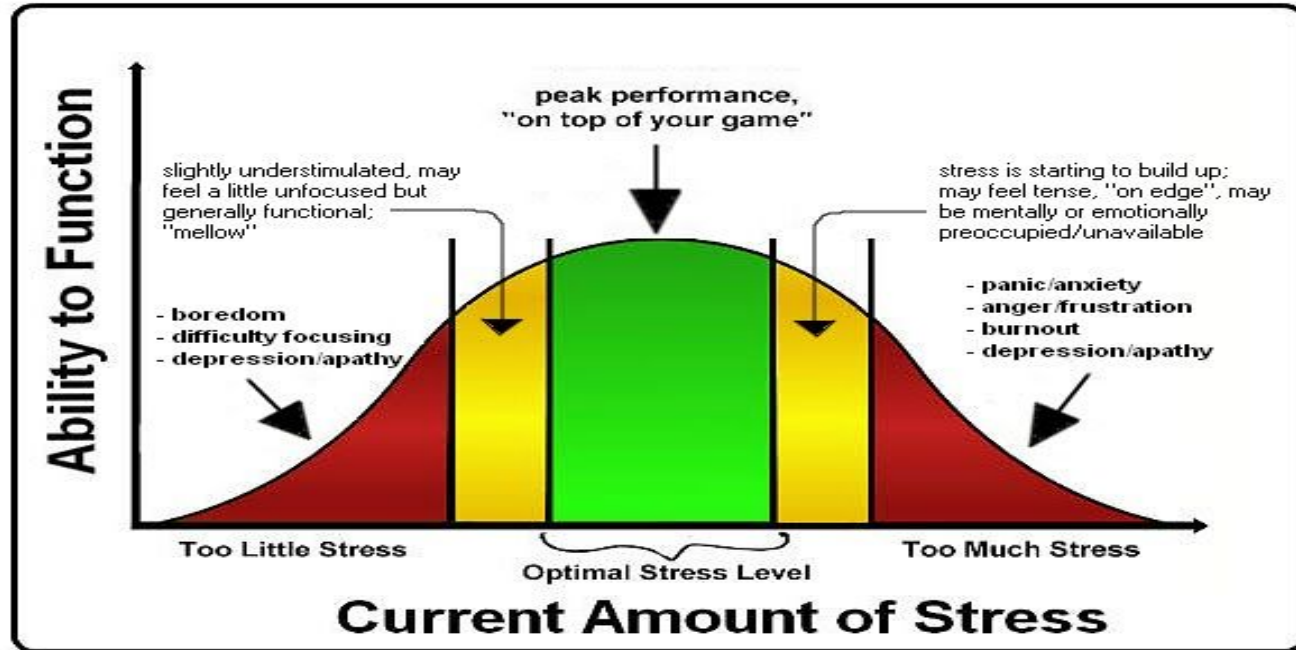 peak performance,
"on top of your game"
slightly understimulated, may
feel a little unfocused but
generally functional;
"mellow"
stress is starting to build up;
may feel tense, "on edge", may
be mentally or emotionally
preoccupied/unavailable
- boredom
- difficulty focusing
- depression/apathy
- panic/anxiety
- anger/frustration
- burnout
- depression/apathy
Ability to Function
Too Little Stress
Optimal Stress Level
Too Much Stress
Current Amount of Stress